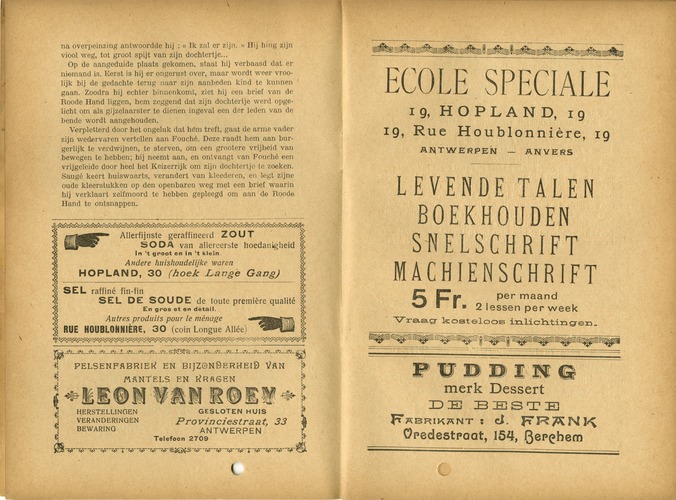 na overpeinzing antwoordde hij : « Ik zal er zijn. » Hij hing zijn
viool weg, tot groot spijt van zijn dochtertje...
Op de aangeduide plaats gekomen, staat hij verbaasd dat er
niemand is. Eerst is hij er ongerust over, maar wordt weer vroo-
lijk bij de gedachte terug naar zijn aanbeden kind te kunnen
gaan. Zoodra hij echter binnenkomt, ziet hij een brief van de
Roode Hand liggen, hem zeggend dat zijn dochtertje werd opge-
licht om als gijzelaarster te dienen ingeval een der leden van de
bende wordt aangehouden.
Verpletterd door het ongeluk dat hem treft, gaat de arme vader
zijn wedervaren vertellen aan Fouché. Deze raadt hem aan bur-
gerlijk te verdwijnen, te sterven, om een grootere vrijheid van
bewegen te hebben; hij neemt aan, en ontvangt van Fouché een
vrijgeleide door heel het Keizerrijk om zijn dochtertje te zoeken.
Saugé keert huiswaarts, verandert van kleederen, en legt zijne
oude kleerstukken op den openbaren weg met een brief waarin
hij verklaart zelfmoord te hebben gepleegd om aan de Roode
Hand te ontsnappen.
Allerfijnste geraffineerd ZOUT
SODA van allereerste hoedanigheid
In 't groot en in 't klein.
Andere huishoudelijke waren
HOPLAND, 30 (hoek Lange Gang)
SEL raffiné fin-fin
SEL DE SOUDE de toute première qualité
En gros et en détail.
Autres produits pour le ménage
RUE HOUBLONNIÈRE, 30 (coin Longue Allée)
PELSENFABRIEK EN BIJZONDERHEID VAN
MANTELS EN KRAGEN
LEON VAN ROEY
HERSTELLINGEN GESLOTEN HUIS
VERANDERINGEN Provinciestraat, 33
BEWARING ANTWERPEN
Telefoon 2709
ECOLE SPECIALE
19, HOPLAND, 19
19, Rue Houblonnière, 19
ANTWERPEN — ANVERS
LEVENDE TALEN
BOEKHOUDEN
SNELSCHRIFT
MACHIENSCHRIFT
5 Fr. per maand
2 lessen per week
Vraag kosteloos inlichtingen.
PUDDING
merk Dessert
DE BESTE
FABRIKANT : J. FRANK
Vredestraat, 154, Berchem